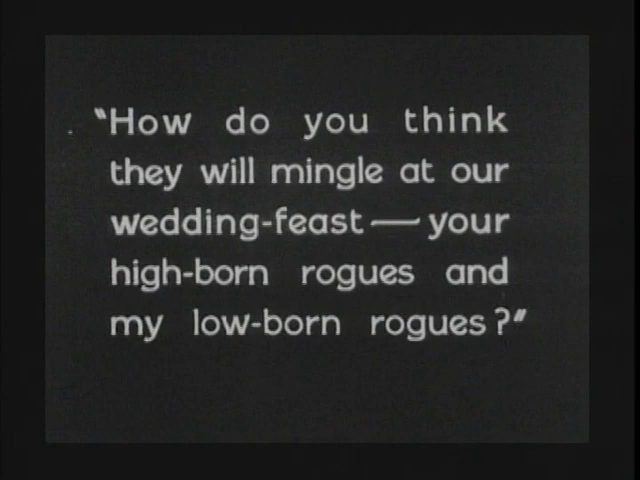 "How do you think
they will mingle at our
wedding-feast — your
high-born rogues and
my low-born rogues?"